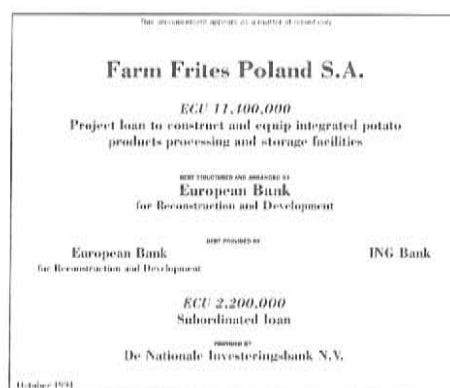 This announcement appears as a matter of record only
Farm Frites Poland S.A.
ECU 11,400,000
Project loan to construct and equip integrated potato
products processing and storage facilities
DEBT STRUCTURED AND ARRANGED BY
European Bank
for Reconstruction and Development
DEBT PROVIDED BY
European Bank
for Reconstruction and Development
ING Bank
ECU 2,200,000
Subordinated loan
PROVIDED BY
De Nationale Investeringsbank N.V.
October 1994